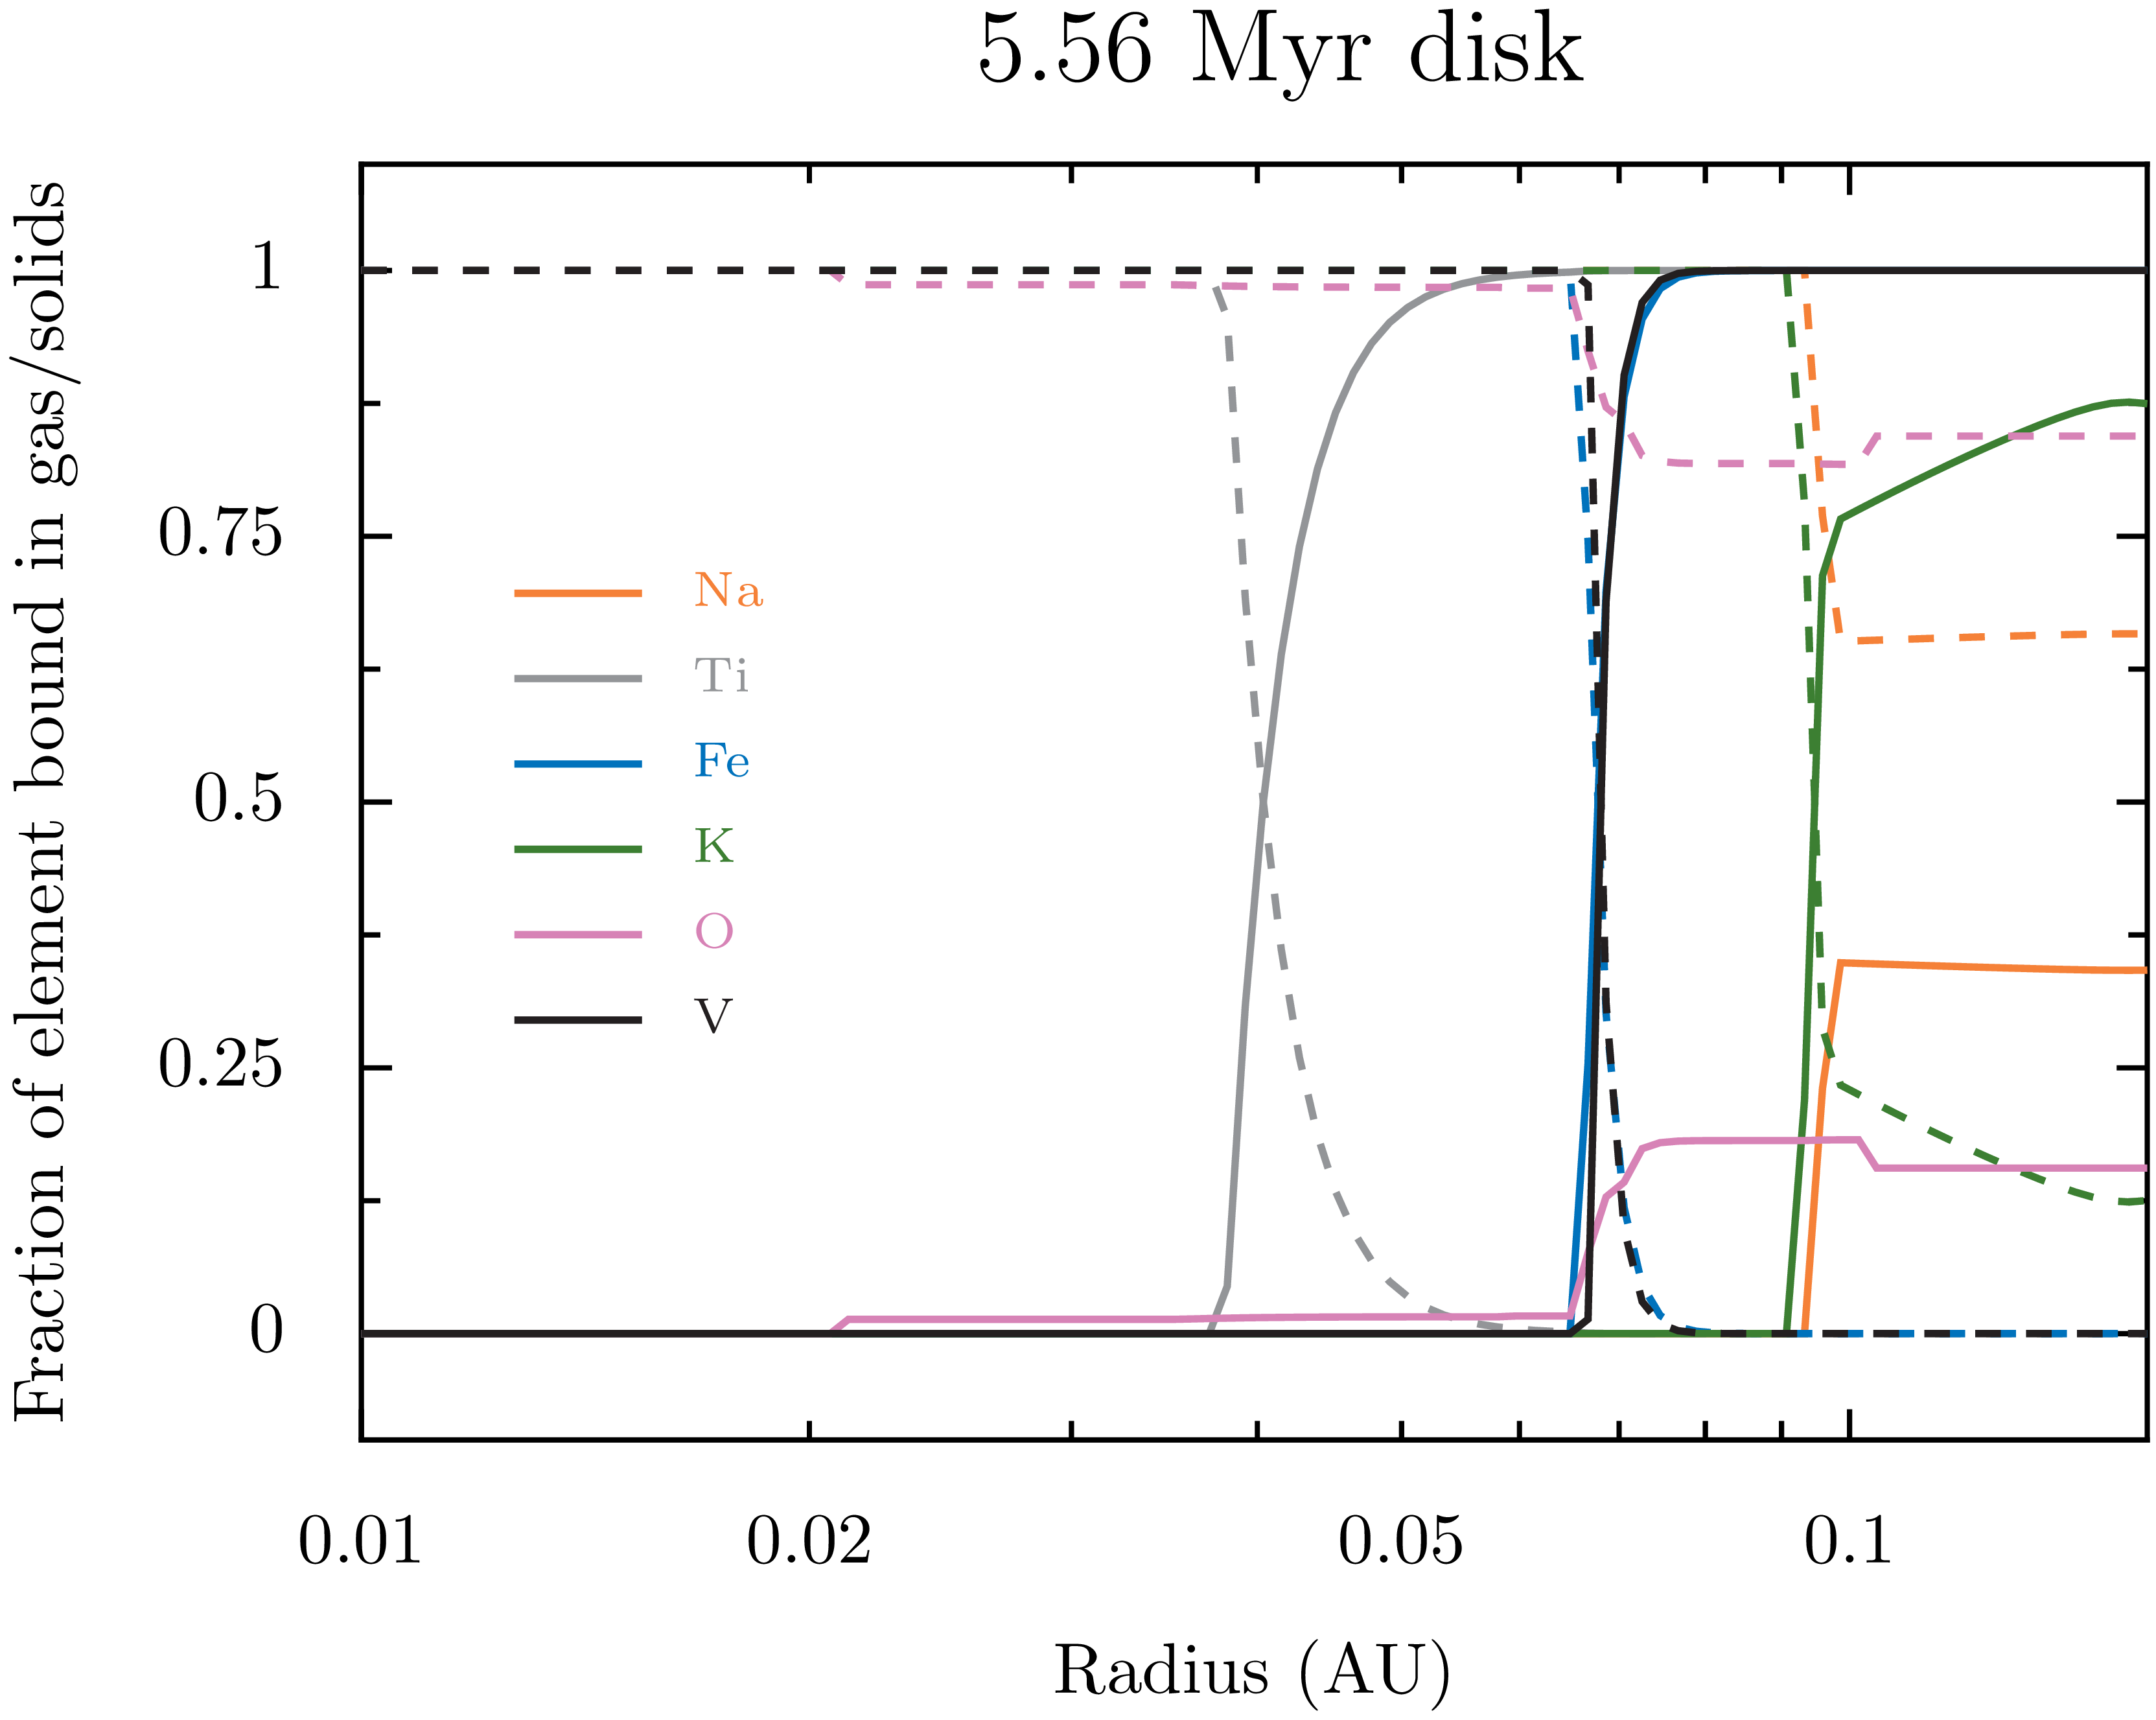 5.56 Myr disk
Fraction of element bound in gas/solids
1
0.75
0.5
0.25
0
Na
Ti
Fe
K
O
V
0.01 0.02 0.05 0.1
Radius (AU)